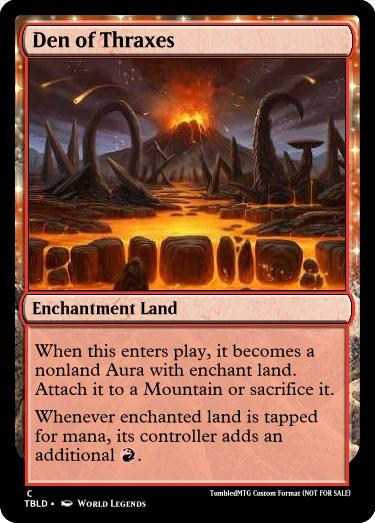 Den of Thraxes
Enchantment Land
When this enters play, it becomes a
nonland Aura with enchant land.
Attach it to a Mountain or sacrifice it.
Whenever enchanted land is tapped
for mana, its controller adds an
additional
.
C
TBLD • World Legends
TumbledMTG Custom Format (NOT FOR SALE)